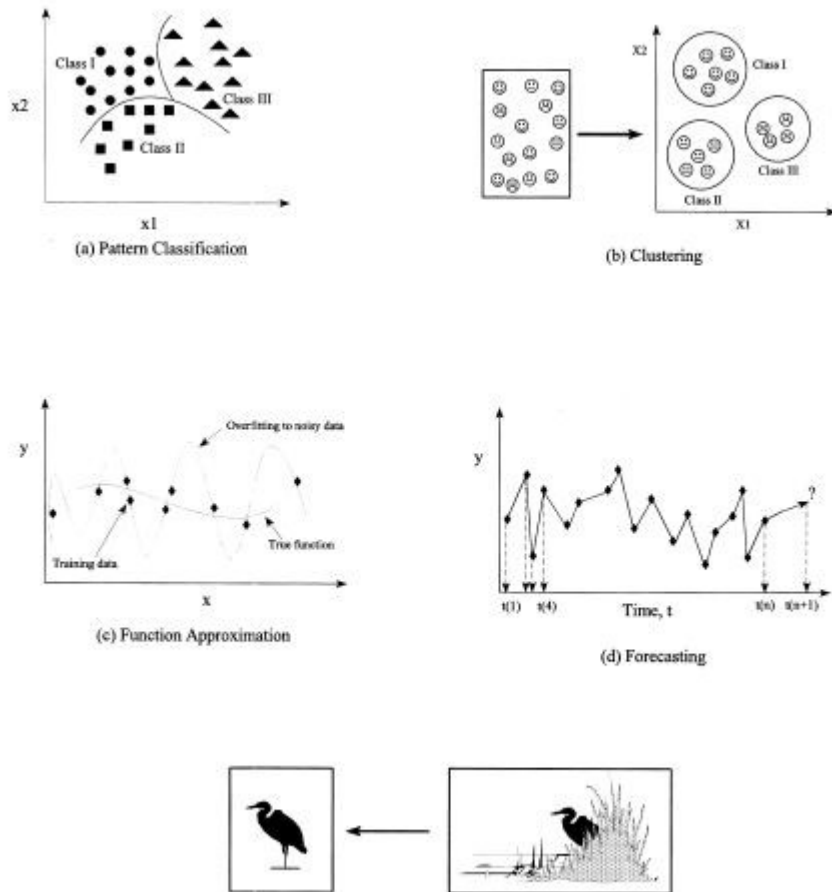 Class I
x2
Class III
Class II
x1
(a) Pattern Classification
X2
Class I
Class III
Class II
X1
(b) Clustering
Overfitting to noisy data
y
True function
Training data
x
(c) Function Approximation
y
?
t(1)
t(4)
Time, t
t(n)
t(n+1)
(d) Forecasting